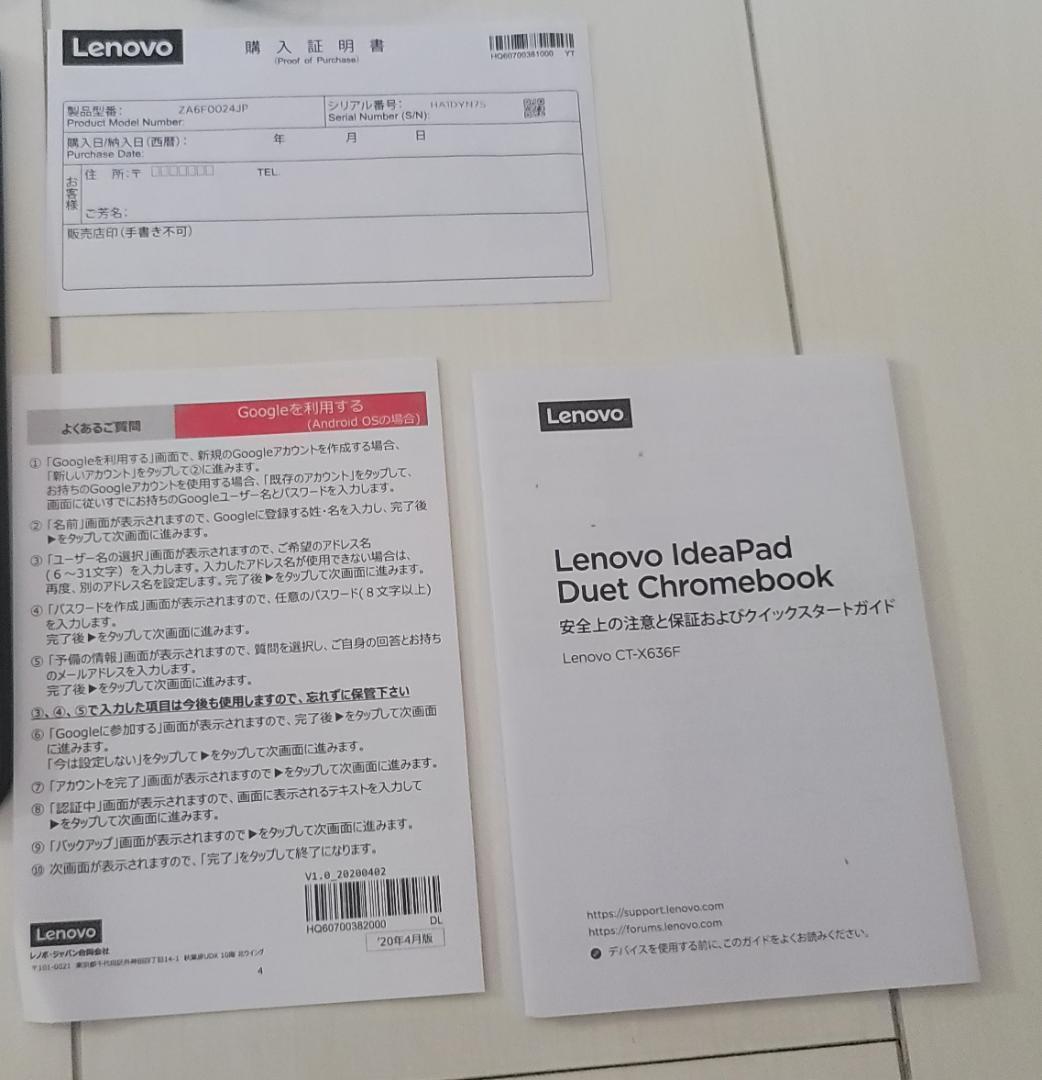 Lenovo
購入証明書
(Proof of Purchase)
HQ60700381000 YT
製品型番: ZA6F0024JP
Product Model Number:
シリアル番号: HA1DYN7S
Serial Number (S/N):
購入日/納入日(西暦): 年 月 日
Purchase Date:
お客様
住 所:〒 □□□□□□□ TEL
ご芳名:
販売店印(手書き不可)
よくあるご質問
Googleを利用する
(Android OSの場合)
①「Googleを利用する」画面で、新規のGoogleアカウントを作成する場合、
「新しいアカウント」をタップして②に進みます。
お持ちのGoogleアカウントを使用する場合、「既存のアカウント」をタップして、
画面に従いすでにお持ちのGoogleユーザー名とパスワードを入力します。
②「名前」画面が表示されますので、Googleに登録する姓・名を入力し、完了後
▶をタップして次画面に進みます。
③「ユーザー名の選択」画面が表示されますので、ご希望のアドレス名
(6~31文字) を入力します。入力したアドレス名が使用できない場合は、
再度、別のアドレス名を設定します。完了後▶をタップして次画面に進みます。
④「パスワードを作成」画面が表示されますので、任意のパスワード(8文字以上)
を入力します。
完了後▶をタップして次画面に進みます。
⑤「予備の情報」画面が表示されますので、質問を選択し、ご自身の回答とお持ち
のメールアドレスを入力します。
完了後▶をタップして次画面に進みます。
③、④、⑤で入力した項目は今後も使用しますので、忘れずに保管下さい
⑥「Googleに参加する」画面が表示されますので、完了後▶をタップして次画面
に進みます。
「今は設定しない」をタップして▶をタップして次画面に進みます。
⑦「アカウントを完了」画面が表示されますので▶をタップして次画面に進みます。
⑧「認証中」画面が表示されますので、画面に表示されるテキストを入力して
▶をタップして次画面に進みます。
⑨「バックアップ」画面が表示されますので▶をタップして次画面に進みます。
⑩ 次画面が表示されますので、「完了」をタップして終了になります。
V1.0_20200402
HQ60700382000 DL
'20年4月版
Lenovo
レノボ・ジャパン合同会社
〒101-0021 東京都千代田区外神田四丁目14-1 秋葉原UDX 10階 北ウイング
4
Lenovo
Lenovo IdeaPad
Duet Chromebook
安全上の注意と保証およびクイックスタートガイド
Lenovo CT-X636F
https://support.lenovo.com
https://forums.lenovo.com
デバイスを使用する前に、このガイドをよくお読みください。